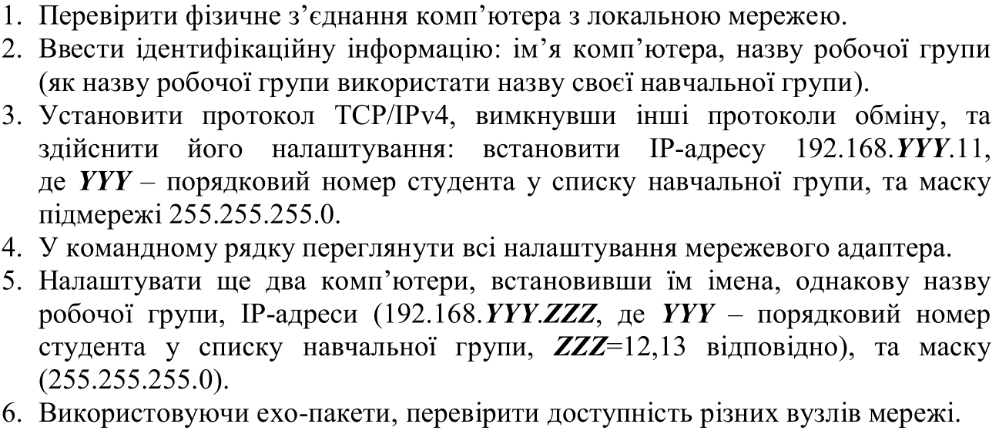 1. Перевірити фізичне з’єднання комп’ютера з локальною мережею.
2. Ввести ідентифікаційну інформацію: ім’я комп’ютера, назву робочої групи
(як назву робочої групи використати назву своєї навчальної групи).
3. Установити протокол TCP/IPv4, вимкнувши інші протоколи обміну, та
здійснити його налаштування: встановити IP-адресу 192.168.YYY.11,
де YYY – порядковий номер студента у списку навчальної групи, та маску
підмережі 255.255.255.0.
4. У командному рядку переглянути всі налаштування мережевого адаптера.
5. Налаштувати ще два комп’ютери, встановивши їм імена, однакову назву
робочої групи, IP-адреси (192.168.YYY.ZZZ, де YYY – порядковий номер
студента у списку навчальної групи, ZZZ=12,13 відповідно), та маску
(255.255.255.0).
6. Використовуючи ехо-пакети, перевірити доступність різних вузлів мережі.